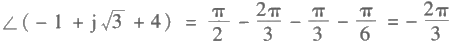 ∠(－1 + j√3 + 4) = π/2 － 2π/3 － π/3 － π/6 = － 2π/3